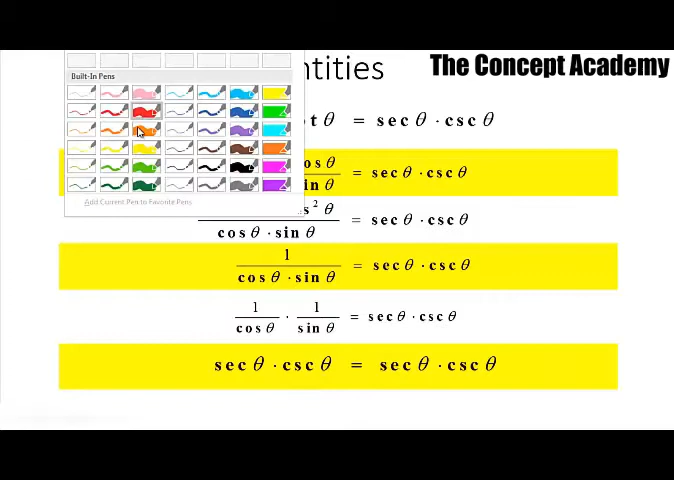 ntities
The Concept Academy
Built-In Pens
Add Current Pen to Favorite Pens
ot θ = sec θ · csc θ
os θ / in θ = sec θ · csc θ
s² θ / cos θ · sin θ = sec θ · csc θ
1 / cos θ · sin θ = sec θ · csc θ
1 / cos θ · 1 / sin θ = sec θ · csc θ
sec θ · csc θ = sec θ · csc θ